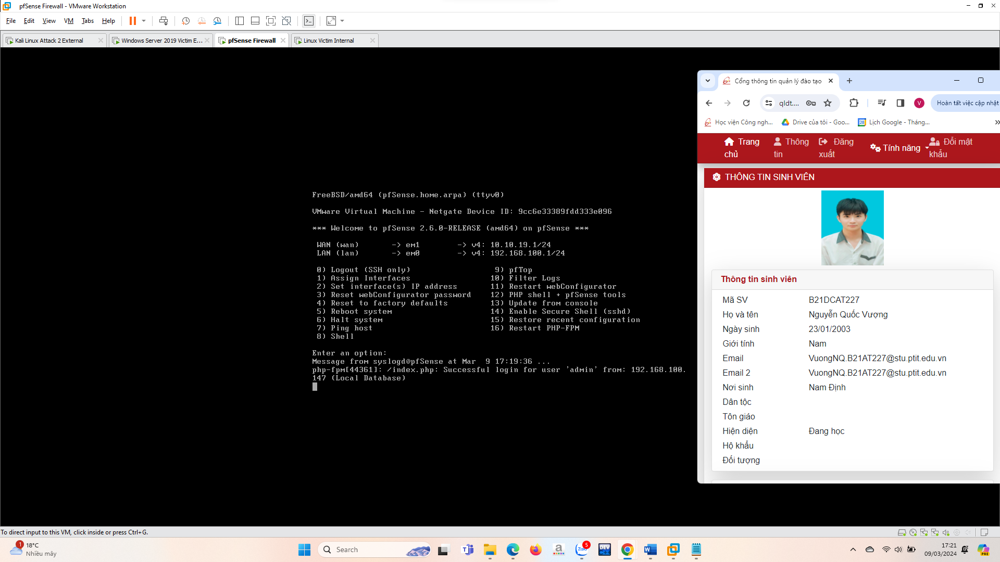 pfSense Firewall - VMware Workstation
File Edit View VM Tabs Help
Kali Linux Attack 2 External
Windows Server 2019 Victim E...
pfSense Firewall
Linux Victim Internal
FreeBSD/amd64 (pfSense.home.arpa) (ttyv0)
VMware Virtual Machine - Netgate Device ID: 9cc6e33389fdd333e096
*** Welcome to pfSense 2.6.0-RELEASE (amd64) on pfSense ***
WAN (wan) -> em1 -> v4: 10.10.19.1/24
LAN (lan) -> em0 -> v4: 192.168.100.1/24
0) Logout (SSH only) 9) pfTop
1) Assign Interfaces 10) Filter Logs
2) Set interface(s) IP address 11) Restart webConfigurator
3) Reset webConfigurator password 12) PHP shell + pfSense tools
4) Reset to factory defaults 13) Update from console
5) Reboot system 14) Enable Secure Shell (sshd)
6) Halt system 15) Restore recent configuration
7) Ping host 16) Restart PHP-FPM
8) Shell
Enter an option:
Message from syslogd@pfSense at Mar 9 17:19:36 ...
php-fpm[44361]: /index.php: Successful login for user 'admin' from: 192.168.100.
147 (Local Database)
Cổng thông tin quản lý đào tạo
qldt....
V
Hoàn tất việc cập nhật
Học viện Công ngh...
Drive của tôi - Goo...
28
Lịch Google - Tháng...
Trang chủ
Thông tin
Đăng xuất
Tính năng
Đổi mật khẩu
THÔNG TIN SINH VIÊN
Thông tin sinh viên
Mã SV B21DCAT227
Họ và tên Nguyễn Quốc Vượng
Ngày sinh 23/01/2003
Giới tính Nam
Email VuongNQ.B21AT227@stu.ptit.edu.vn
Email 2 VuongNQ.B21AT227@stu.ptit.edu.vn
Nơi sinh Nam Định
Dân tộc
Tôn giáo
Hiện diện Đang học
Hộ khẩu
Đối tượng
To direct input to this VM, click inside or press Ctrl+G.
1
18°C
Nhiều mây
Search
Zalo
5
DEV
17:21
09/03/2024
PRE